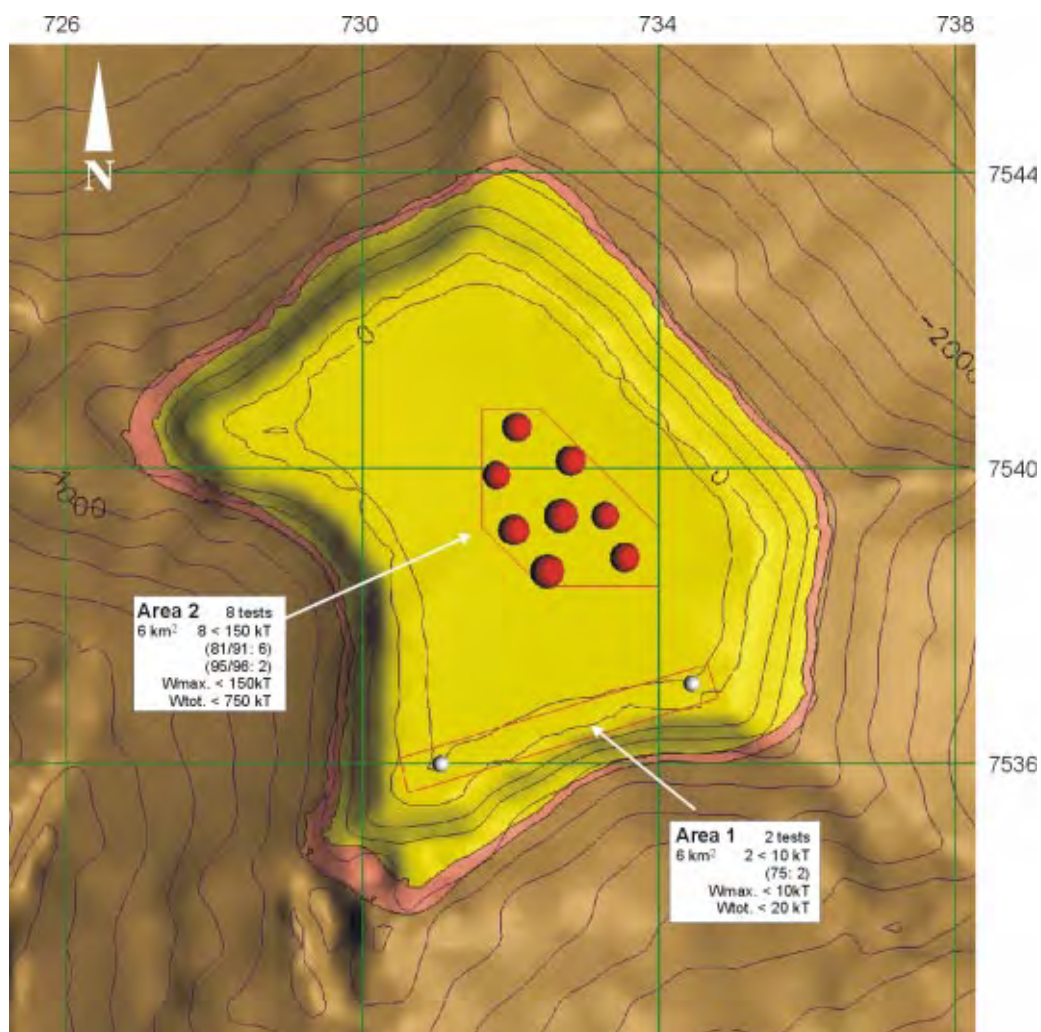 726 730 734 738
N
7544
-2000
7540
0
0
Area 2 8 tests
6 km² 8 < 150 kT
(81/91: 6)
(95/96: 2)
Wmax. < 150kT
Wtot. < 750 kT
7536
Area 1 2 tests
6 km² 2 < 10 kT
(75: 2)
Wmax. < 10kT
Wtot. < 20 kT